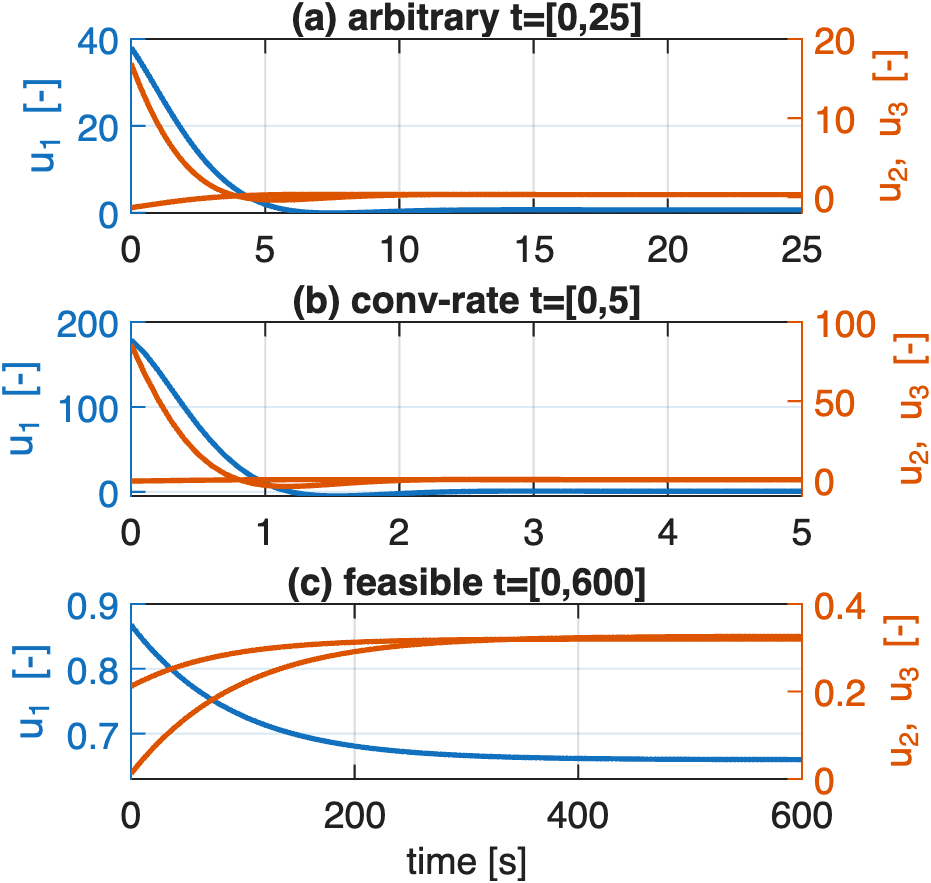 (a) arbitrary t=[0,25]
40
20
0
u₁ [-]
20
10
0
u₂, u₃ [-]
0 5 10 15 20 25
(b) conv-rate t=[0,5]
200
100
0
u₁ [-]
100
50
0
u₂, u₃ [-]
0 1 2 3 4 5
(c) feasible t=[0,600]
0.9
0.8
0.7
u₁ [-]
0.4
0.2
0
u₂, u₃ [-]
0 200 400 600
time [s]